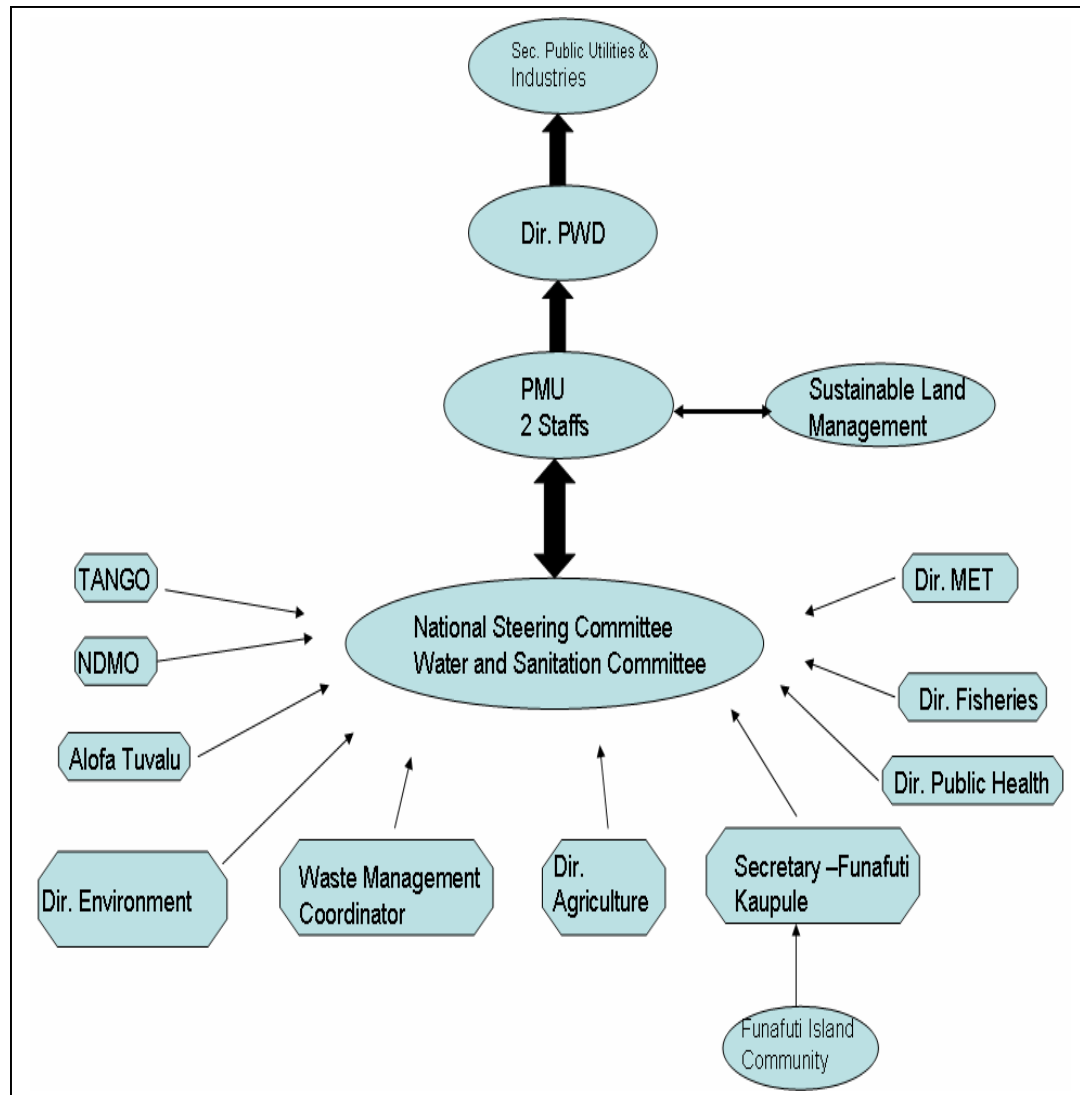 Sec. Public Utilities &
Industries
Dir. PWD
PMU
2 Staffs
Sustainable Land
Management
TANGO
NDMO
Alofa Tuvalu
Dir. Environment
National Steering Committee
Water and Sanitation Committee
Dir. MET
Dir. Fisheries
Dir. Public Health
Waste Management
Coordinator
Dir.
Agriculture
Secretary –Funafuti
Kaupule
Funafuti Island
Community